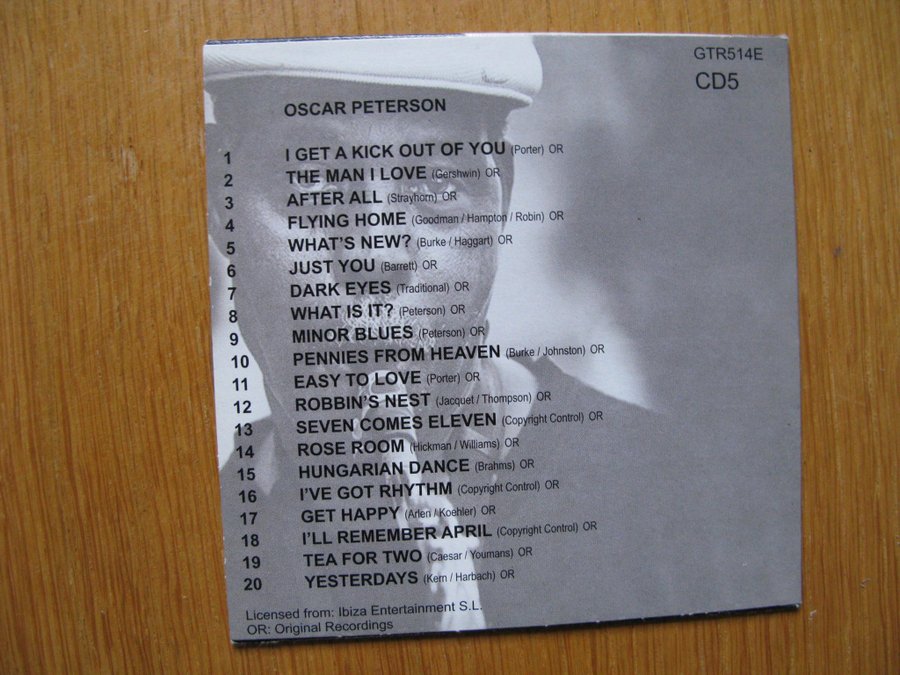 GTR514E
CD5
OSCAR PETERSON
1 I GET A KICK OUT OF YOU (Porter) OR
2 THE MAN I LOVE (Gershwin) OR
3 AFTER ALL (Strayhorn) OR
4 FLYING HOME (Goodman / Hampton / Robin) OR
5 WHAT'S NEW? (Burke / Haggart) OR
6 JUST YOU (Barrett) OR
7 DARK EYES (Traditional) OR
8 WHAT IS IT? (Peterson) OR
9 MINOR BLUES (Peterson) OR
10 PENNIES FROM HEAVEN (Burke / Johnston) OR
11 EASY TO LOVE (Porter) OR
12 ROBBIN'S NEST (Jacquet / Thompson) OR
13 SEVEN COMES ELEVEN (Copyright Control) OR
14 ROSE ROOM (Hickman / Williams) OR
15 HUNGARIAN DANCE (Brahms) OR
16 I'VE GOT RHYTHM (Copyright Control) OR
17 GET HAPPY (Arlen / Koehler) OR
18 I'LL REMEMBER APRIL (Copyright Control) OR
19 TEA FOR TWO (Caesar / Youmans) OR
20 YESTERDAYS (Kern / Harbach) OR
Licensed from: Ibiza Entertainment S.L.
OR: Original Recordings